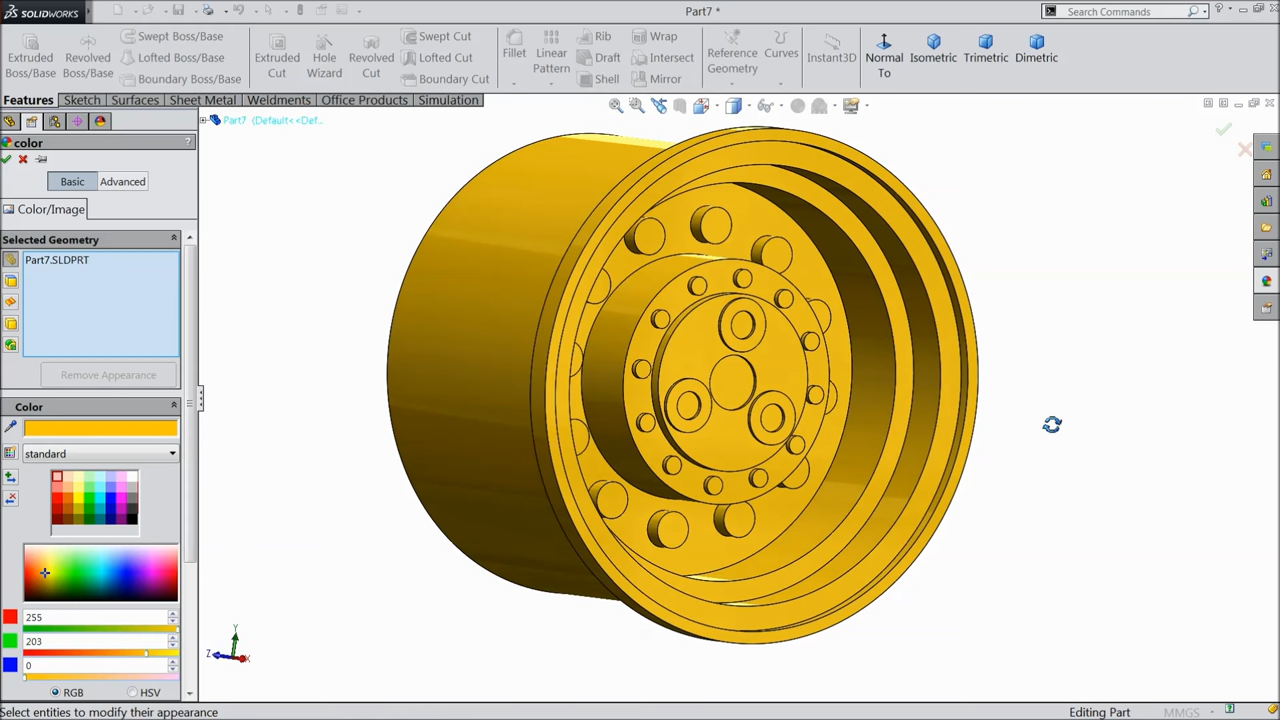 SOLIDWORKS
Part7 *
Search Commands
Extruded Boss/Base
Revolved Boss/Base
Swept Boss/Base
Lofted Boss/Base
Boundary Boss/Base
Extruded Cut
Hole Wizard
Revolved Cut
Swept Cut
Lofted Cut
Boundary Cut
Fillet
Linear Pattern
Rib
Draft
Shell
Wrap
Intersect
Mirror
Reference Geometry
Curves
Instant3D
Normal To
Isometric
Trimetric
Dimetric
Features
Sketch
Surfaces
Sheet Metal
Weldments
Office Products
Simulation
Part7 (Default<<Def...
color
?
Basic
Advanced
Color/Image
Selected Geometry
Part7.SLDPRT
Remove Appearance
Color
standard
255
203
0
RGB
HSV
Y
Z
X
Select entities to modify their appearance
Editing Part
MMGS